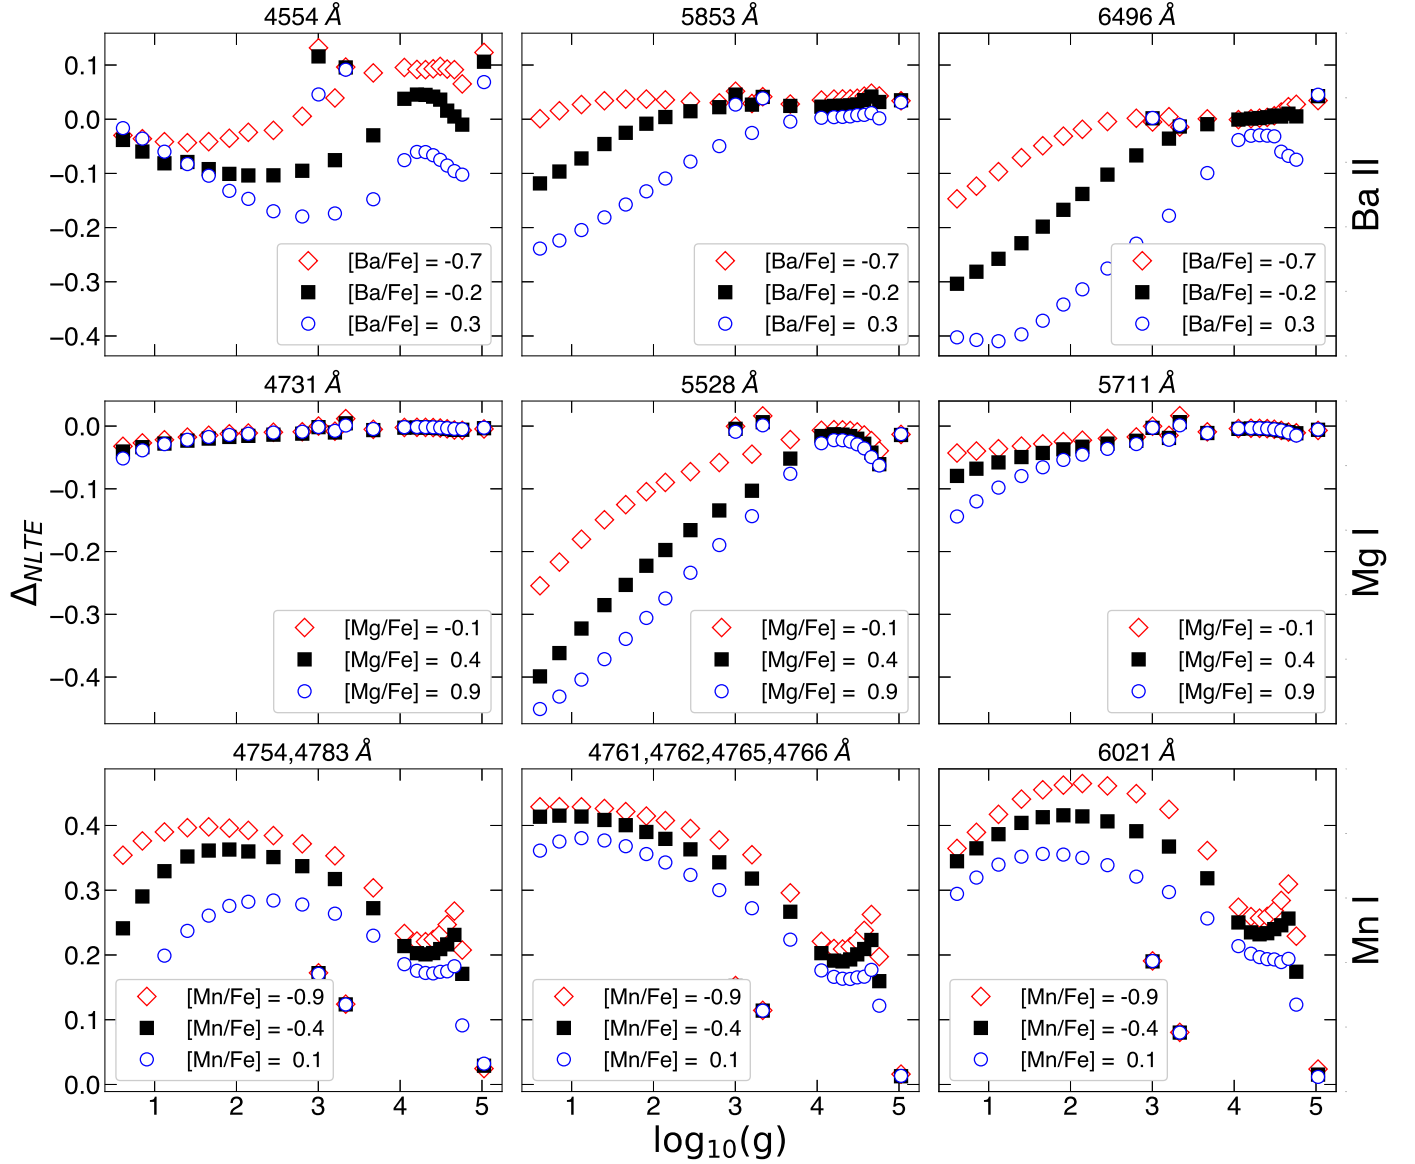 4554 Å 5853 Å 6496 Å
0.1
0.0
−0.1
−0.2
−0.3
−0.4
[Ba/Fe] = -0.7
[Ba/Fe] = -0.2
[Ba/Fe] = 0.3
[Ba/Fe] = -0.7
[Ba/Fe] = -0.2
[Ba/Fe] = 0.3
[Ba/Fe] = -0.7
[Ba/Fe] = -0.2
[Ba/Fe] = 0.3
Ba II
4731 Å 5528 Å 5711 Å
0.0
−0.1
−0.2
−0.3
−0.4
Δ_NLTE
[Mg/Fe] = -0.1
[Mg/Fe] = 0.4
[Mg/Fe] = 0.9
[Mg/Fe] = -0.1
[Mg/Fe] = 0.4
[Mg/Fe] = 0.9
[Mg/Fe] = -0.1
[Mg/Fe] = 0.4
[Mg/Fe] = 0.9
Mg I
4754,4783 Å 4761,4762,4765,4766 Å 6021 Å
0.4
0.3
0.2
0.1
0.0
[Mn/Fe] = -0.9
[Mn/Fe] = -0.4
[Mn/Fe] = 0.1
[Mn/Fe] = -0.9
[Mn/Fe] = -0.4
[Mn/Fe] = 0.1
[Mn/Fe] = -0.9
[Mn/Fe] = -0.4
[Mn/Fe] = 0.1
Mn I
1 2 3 4 5 1 2 3 4 5 1 2 3 4 5
log₁₀(g)